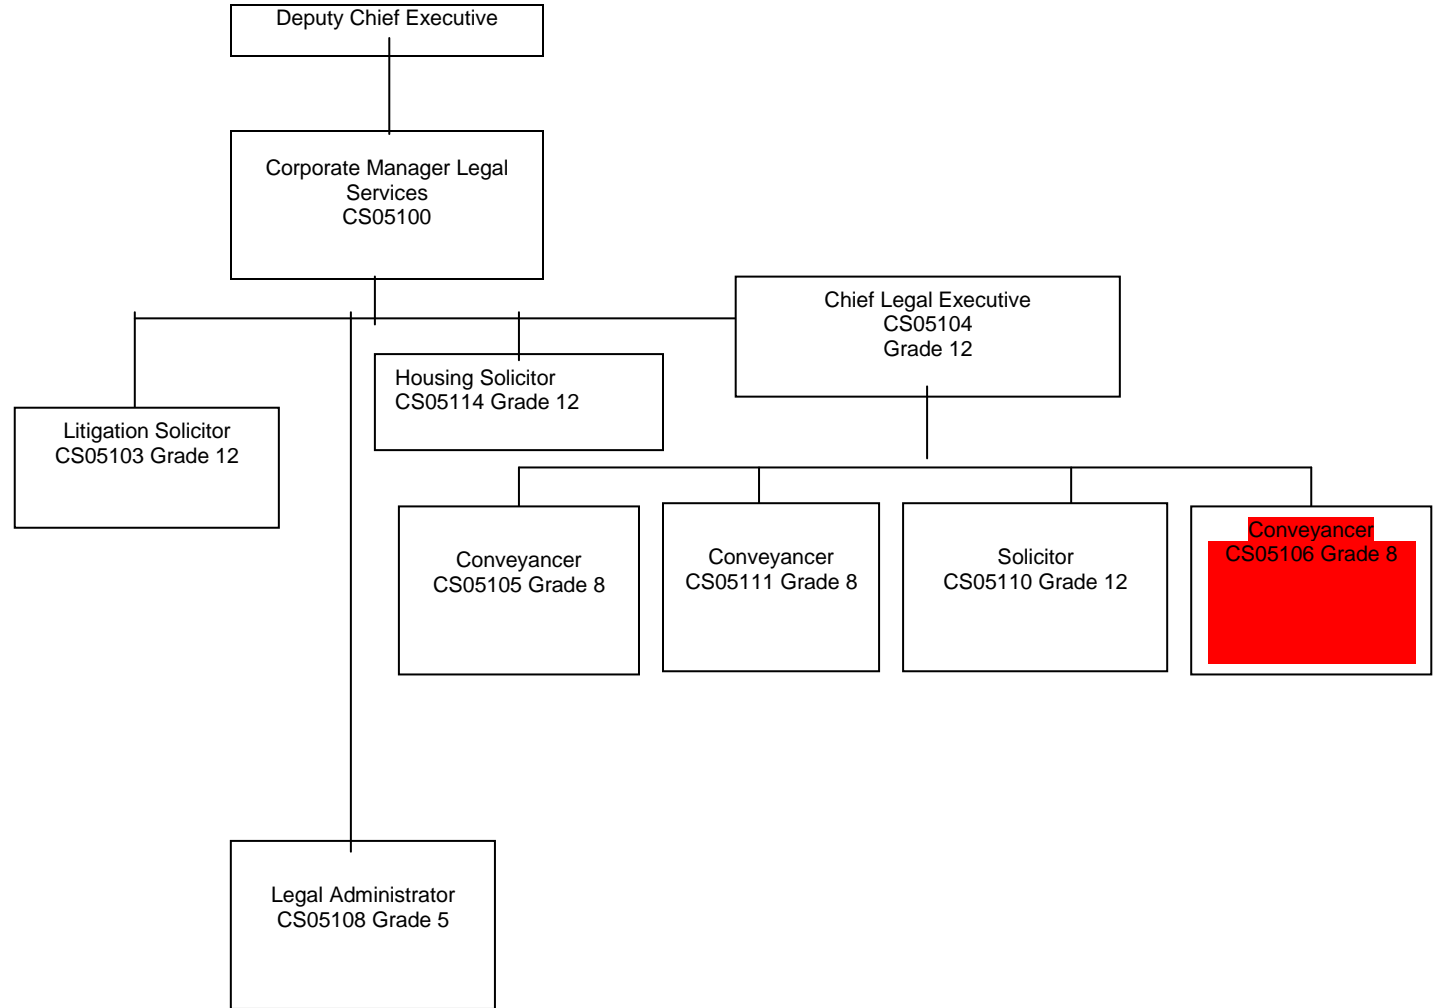 Deputy Chief Executive
Corporate Manager Legal
Services
CS05100
Chief Legal Executive
CS05104
Grade 12
Housing Solicitor
CS05114 Grade 12
Litigation Solicitor
CS05103 Grade 12
Conveyancer
CS05105 Grade 8
Conveyancer
CS05111 Grade 8
Solicitor
CS05110 Grade 12
Conveyancer
CS05106 Grade 8
Legal Administrator
CS05108 Grade 5